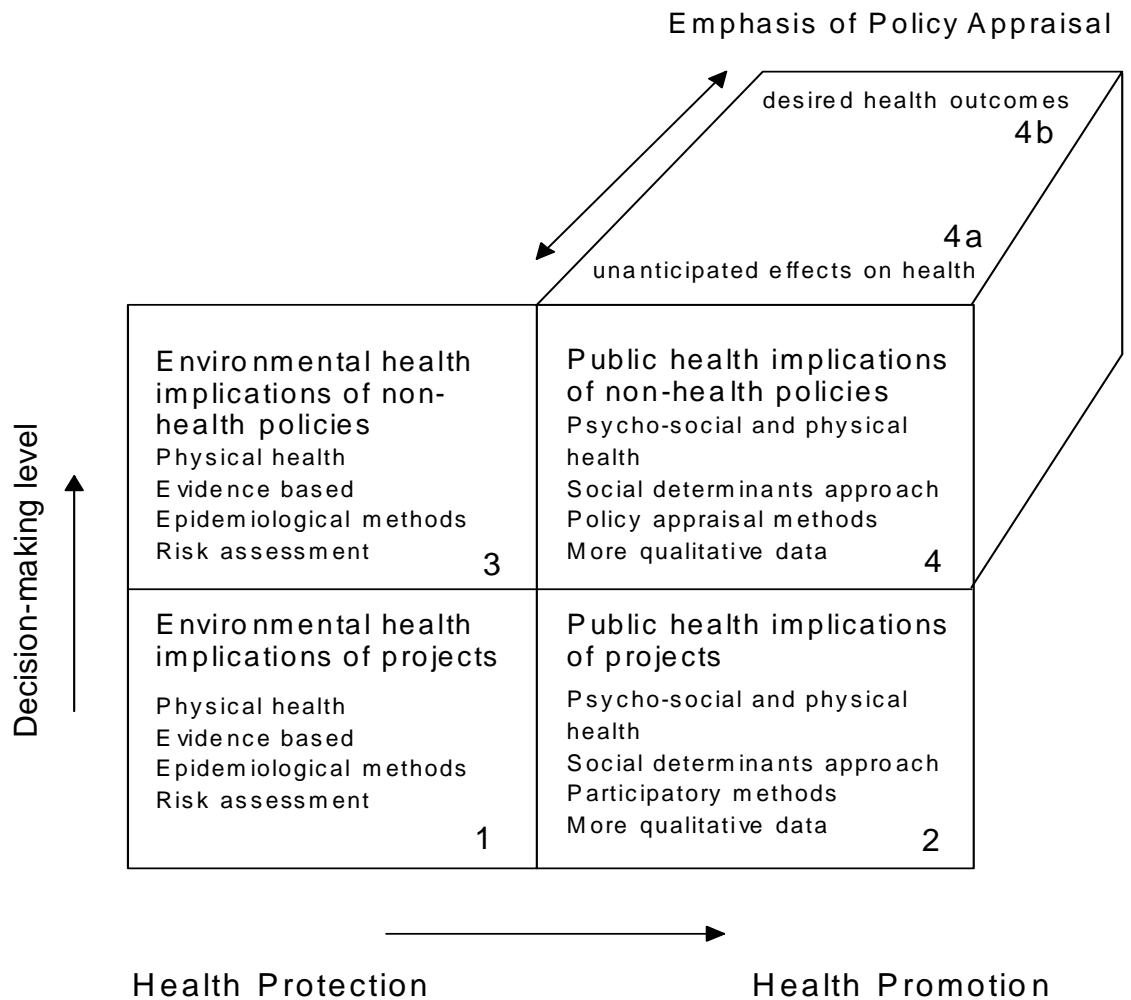 Emphasis of Policy Appraisal
desired health outcomes
4b
4a
unanticipated effects on health
Decision-making level
Environmental health
implications of non-
health policies
Physical health
Evidence based
Epidemiological methods
Risk assessment
3
Public health implications
of non-health policies
Psycho-social and physical
health
Social determinants approach
Policy appraisal methods
More qualitative data
4
Environmental health
implications of projects
Physical health
Evidence based
Epidemiological methods
Risk assessment
1
Public health implications
of projects
Psycho-social and physical
health
Social determinants approach
Participatory methods
More qualitative data
2
Health Protection
Health Promotion